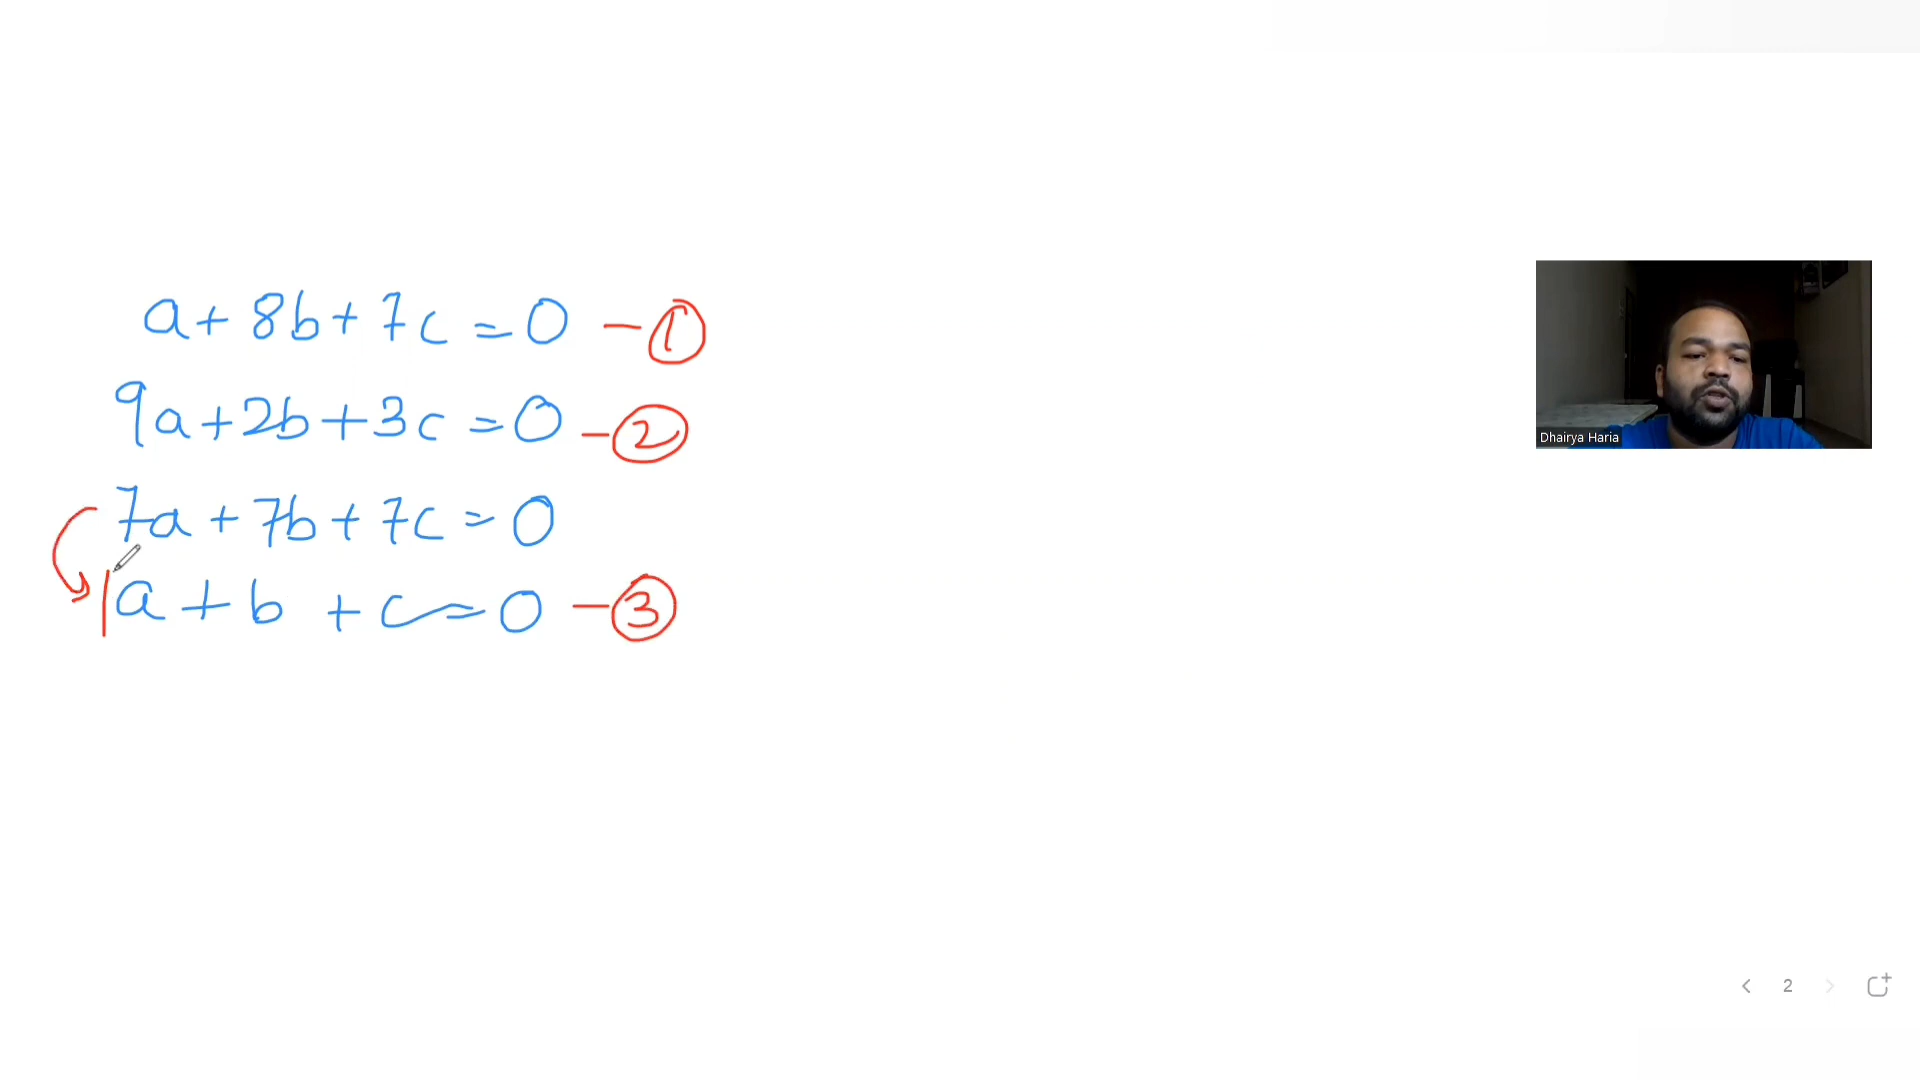 a + 8b + 7c = 0 - ①
9a + 2b + 3c = 0 - ②
7a + 7b + 7c = 0
a + b + c = 0 - ③
Dhairya Haria
2